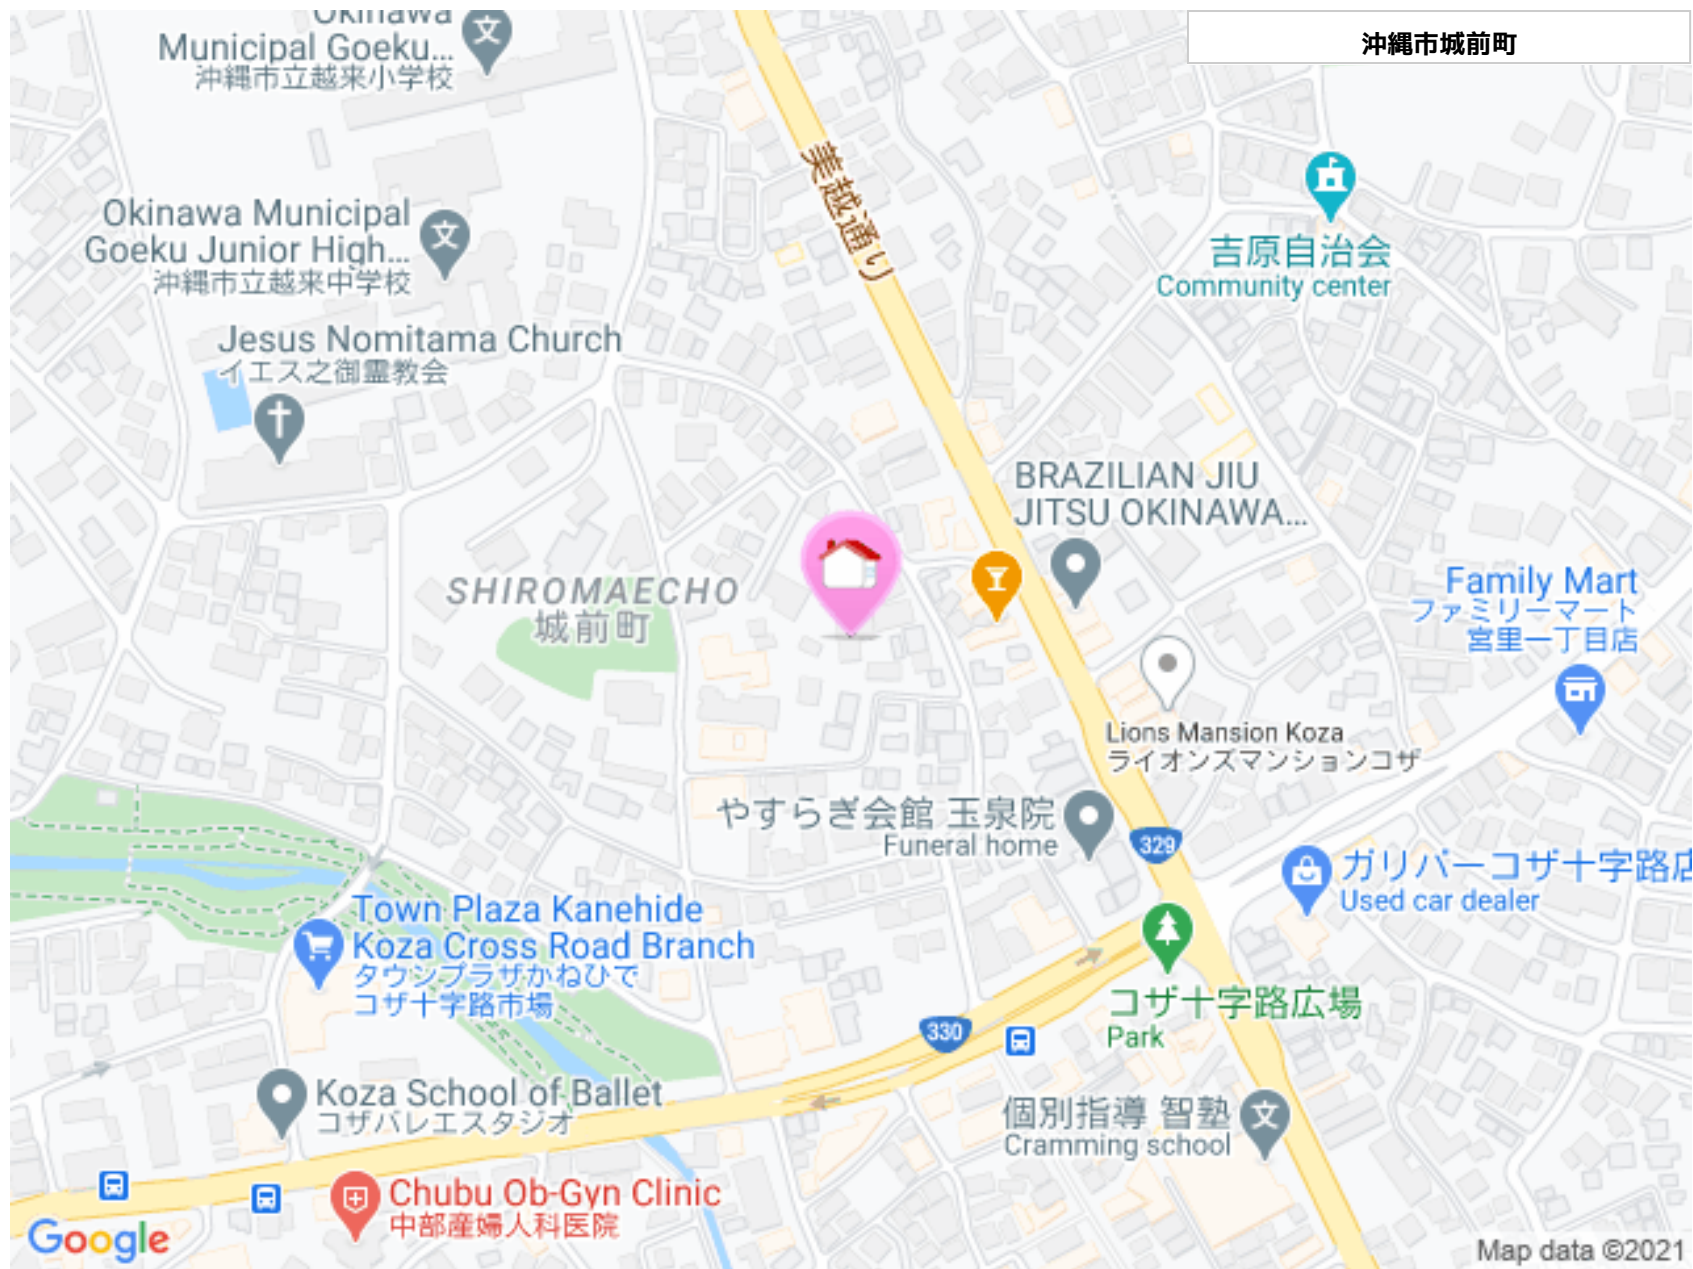 Okinawa
Municipal Goeku...
沖縄市立越来小学校
沖縄市城前町
美越通り
Okinawa Municipal
Goeku Junior High...
沖縄市立越来中学校
吉原自治会
Community center
Jesus Nomitama Church
イエス之御霊教会
BRAZILIAN JIU
JITSU OKINAWA...
SHIROMAECHO
城前町
Family Mart
ファミリーマート
宮里一丁目店
Lions Mansion Koza
ライオンズマンションコザ
やすらぎ会館 玉泉院
Funeral home
329
ガリバーコザ十字路店
Used car dealer
Town Plaza Kanehide
Koza Cross Road Branch
タウンプラザかねひで
コザ十字路市場
コザ十字路広場
Park
330
Koza School of Ballet
コザバレエスタジオ
個別指導 智塾
Cramming school
Chubu Ob-Gyn Clinic
中部産婦人科医院
Google
Map data ©2021